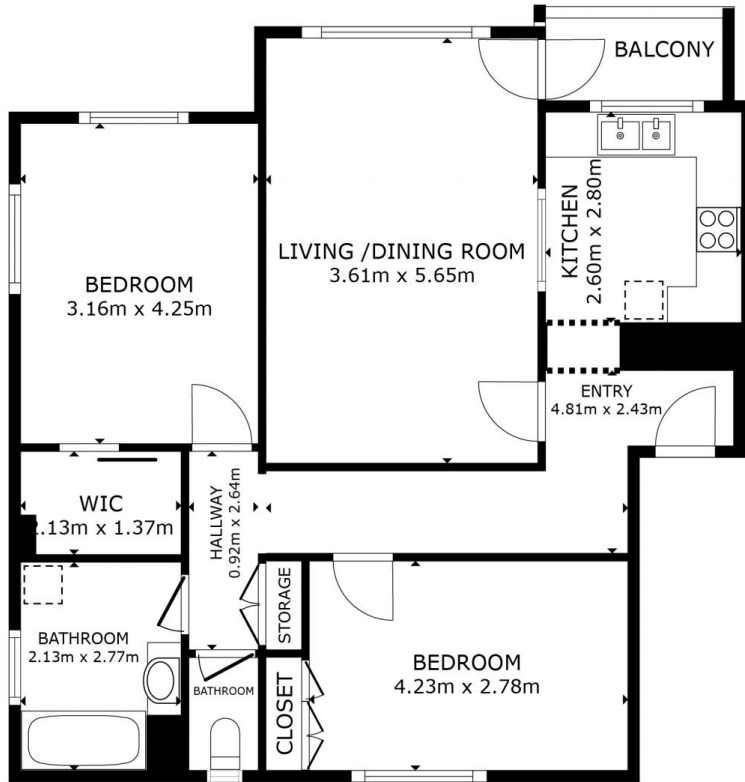 BALCONY
LIVING /DINING ROOM
3.61m x 5.65m
KITCHEN
2.60m x 2.80m
BEDROOM
3.16m x 4.25m
ENTRY
4.81m x 2.43m
WIC
2.13m x 1.37m
HALLWAY
0.92m x 2.64m
STORAGE
BATHROOM
2.13m x 2.77m
BATHROOM
CLOSET
BEDROOM
4.23m x 2.78m